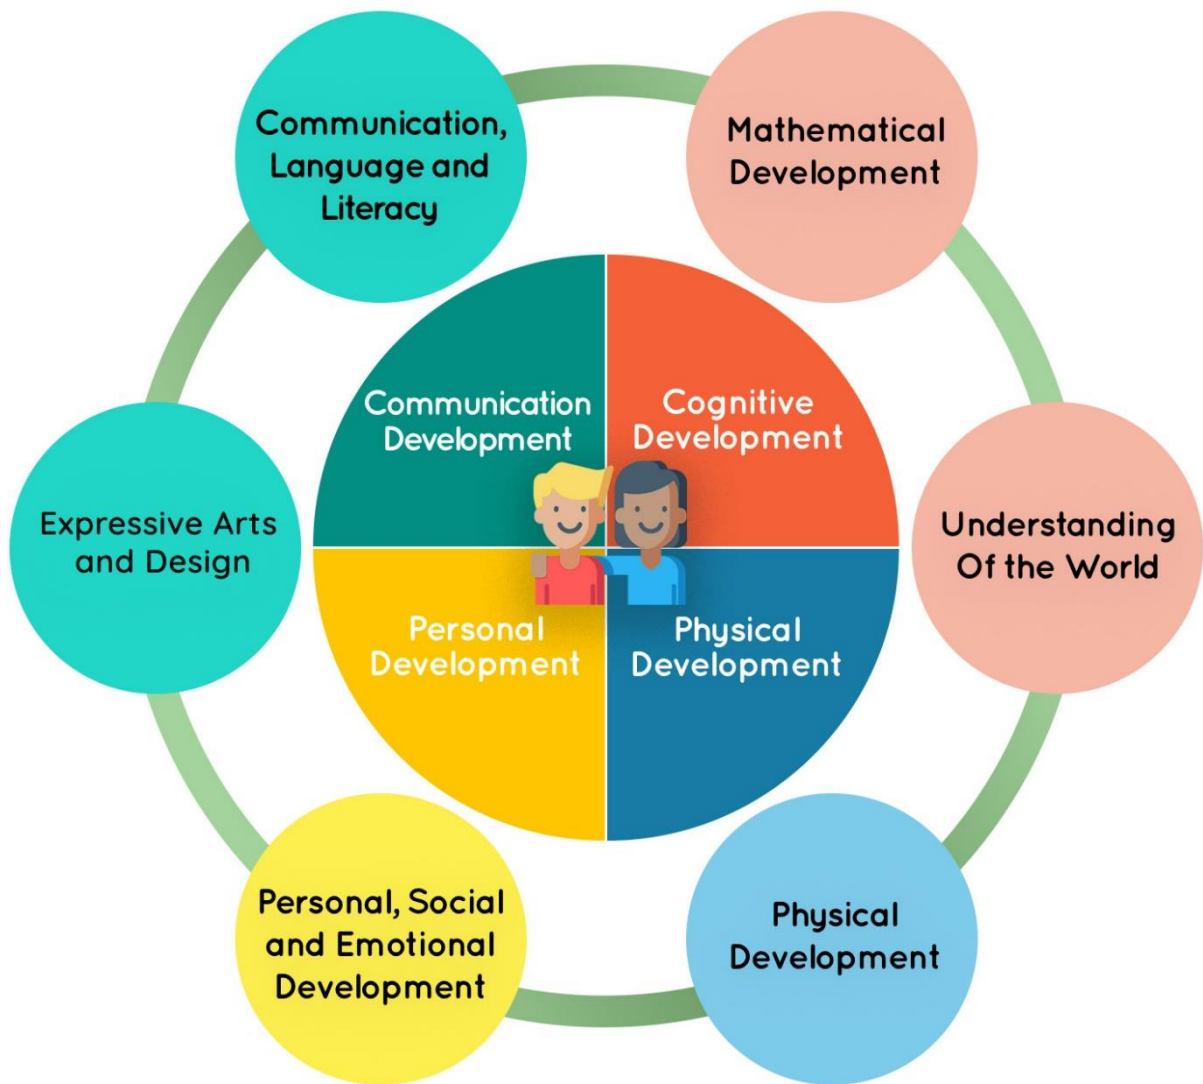 Communication,
Language and
Literacy
Mathematical
Development
Communication
Development
Cognitive
Development
Expressive Arts
and Design
Understanding
Of the World
Personal
Development
Physical
Development
Personal, Social
and Emotional
Development
Physical
Development